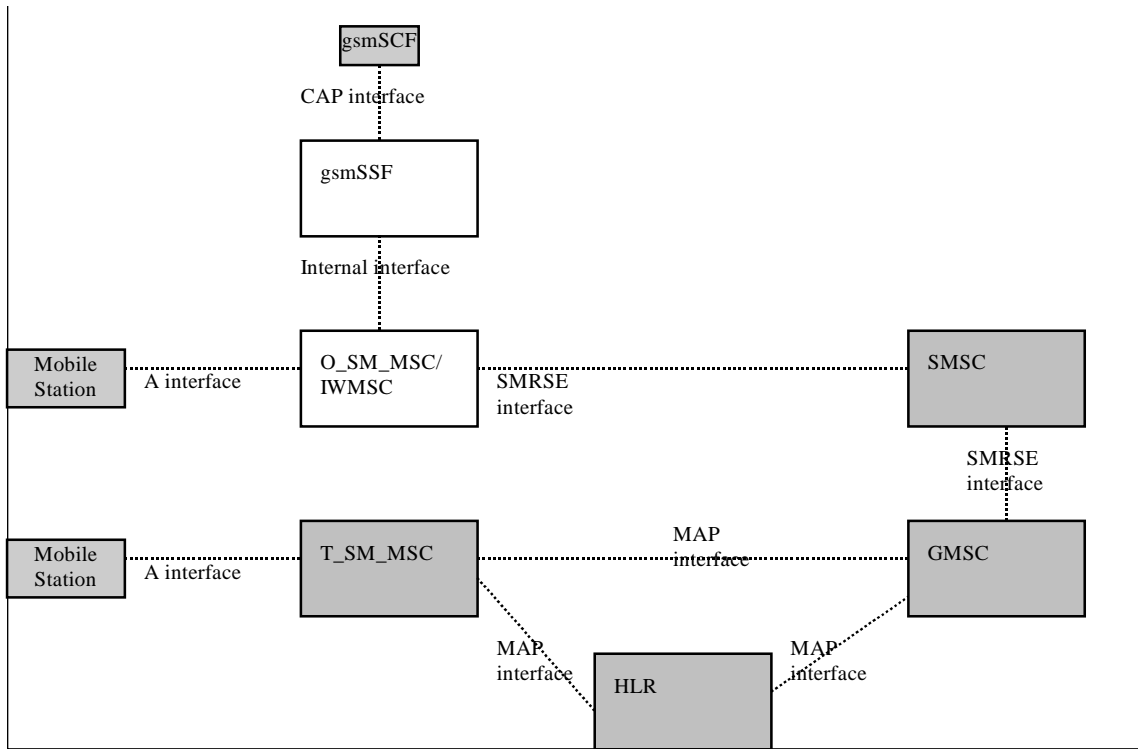 gsmSCF
CAP interface
gsmSSF
Internal interface
Mobile
Station
A interface
O_SM_MSC/
IWMSC
SMRSE
interface
SMSC
SMRSE
interface
Mobile
Station
A interface
T_SM_MSC
MAP
interface
GMSC
MAP
interface
HLR
MAP
interface